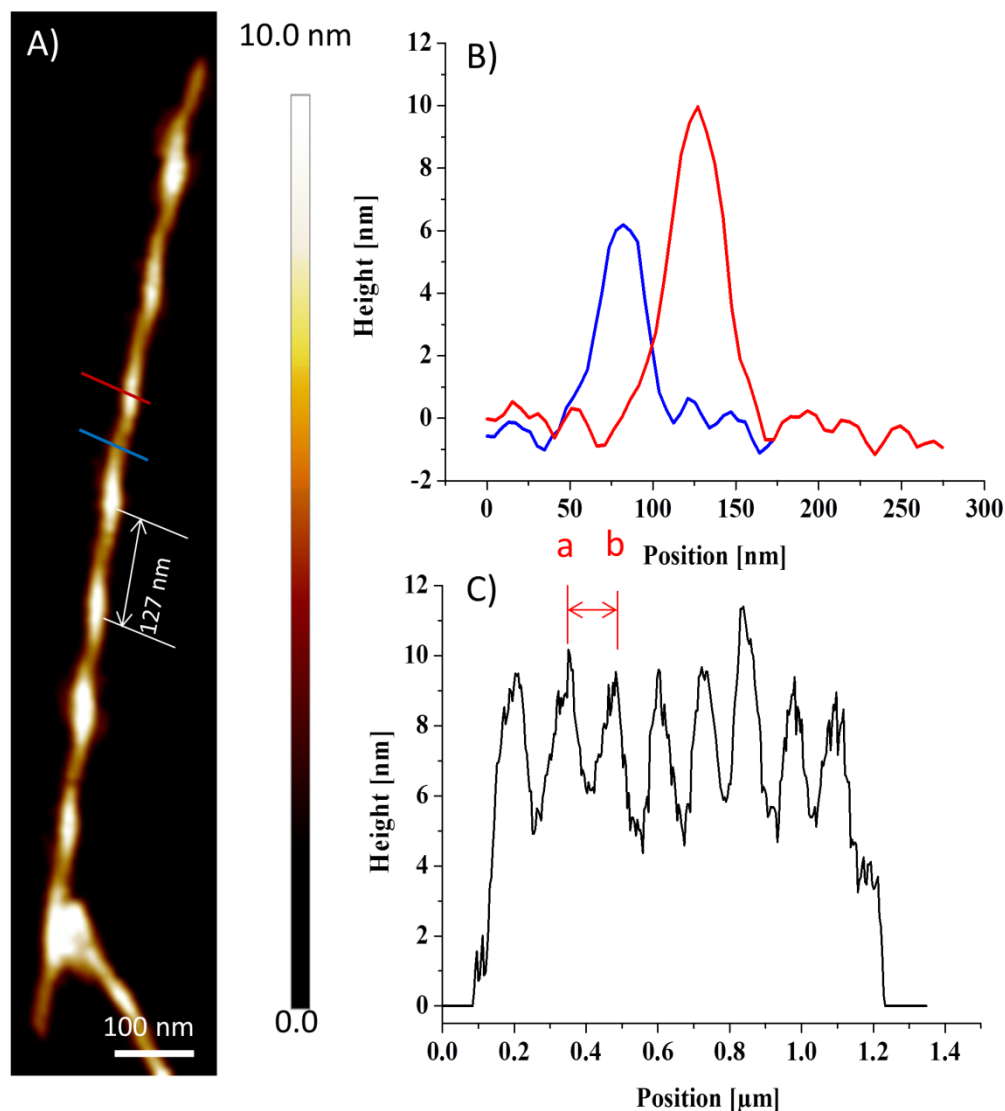 A)
10.0 nm
0.0
127 nm
100 nm
B)
Height [nm]
12
10
8
6
4
2
0
-2
0 50 100 150 200 250 300
Position [nm]
a b
C)
Height [nm]
12
10
8
6
4
2
0
0.0 0.2 0.4 0.6 0.8 1.0 1.2 1.4
Position [µm]